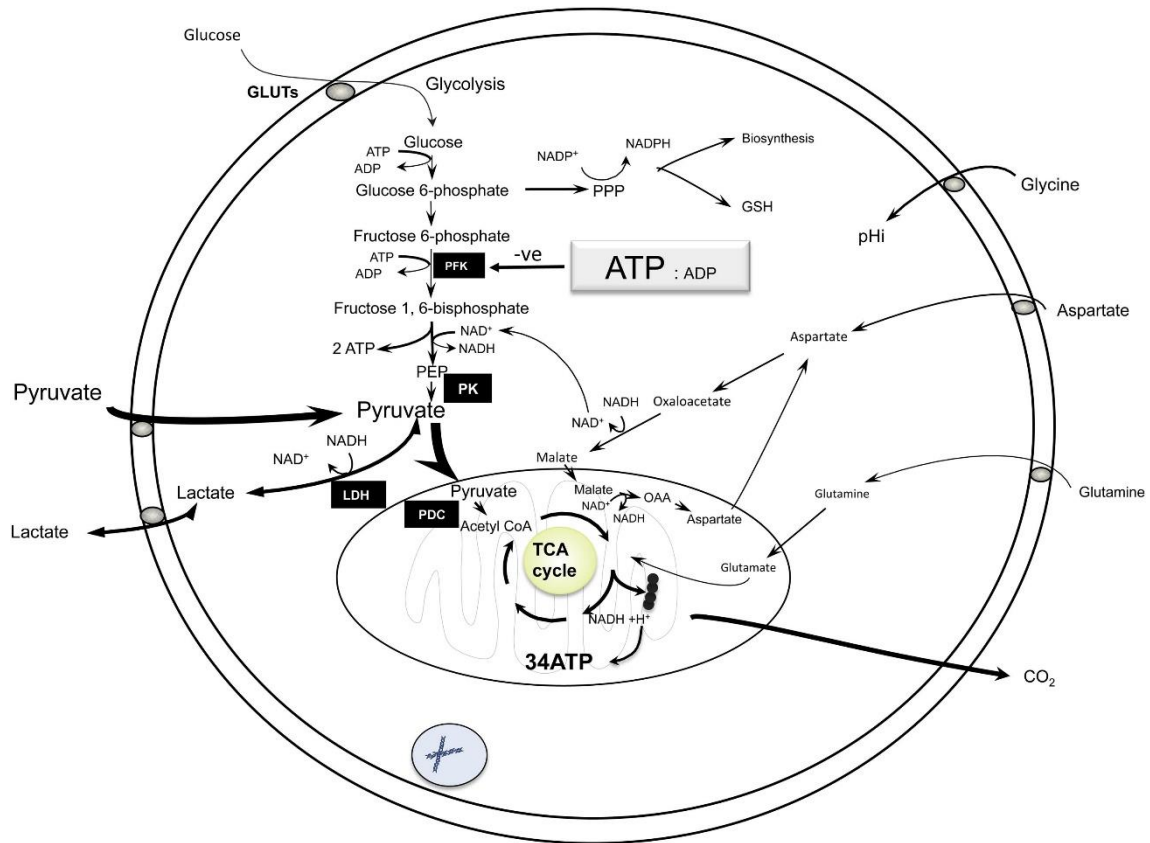 Glucose
GLUTs
Glycolysis
Glucose
ATP
ADP
Glucose 6-phosphate
NADP⁺
NADPH
PPP
Biosynthesis
GSH
Glycine
pHi
Fructose 6-phosphate
ATP
ADP
PFK
-ve
ATP : ADP
Fructose 1, 6-bisphosphate
NAD⁺
NADH
2 ATP
PEP
PK
Aspartate
Aspartate
Pyruvate
Pyruvate
NADH
NAD⁺
Oxaloacetate
NADH
NAD⁺
Malate
Lactate
LDH
Lactate
Pyruvate
PDC
Acetyl CoA
Malate
NAD⁺
NADH
OAA
Aspartate
Glutamine
Glutamine
Glutamate
TCA
cycle
NADH +H⁺
34ATP
CO₂